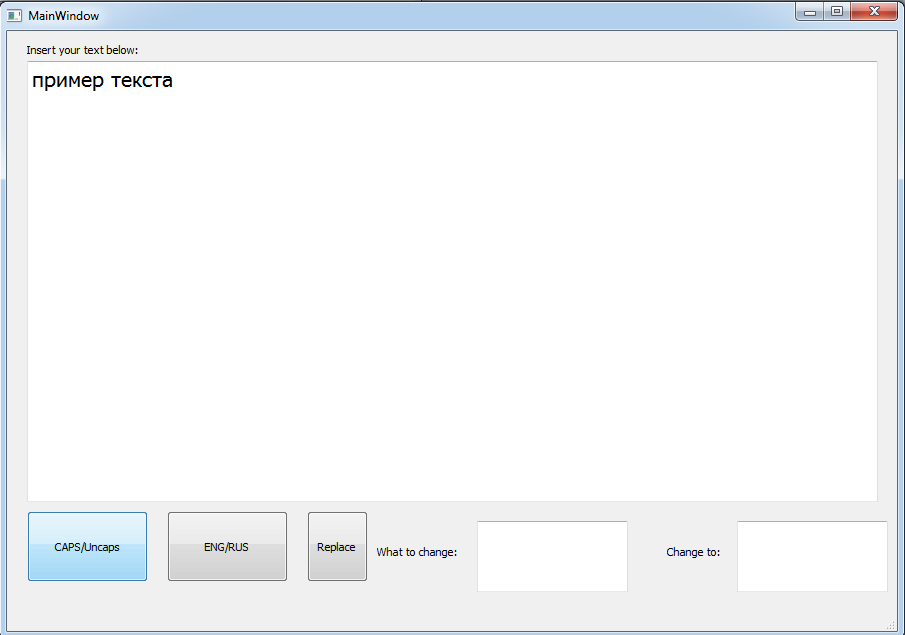 MainWindow
Insert your text below:
пример текста
CAPS/Uncaps
ENG/RUS
Replace
What to change:
Change to: